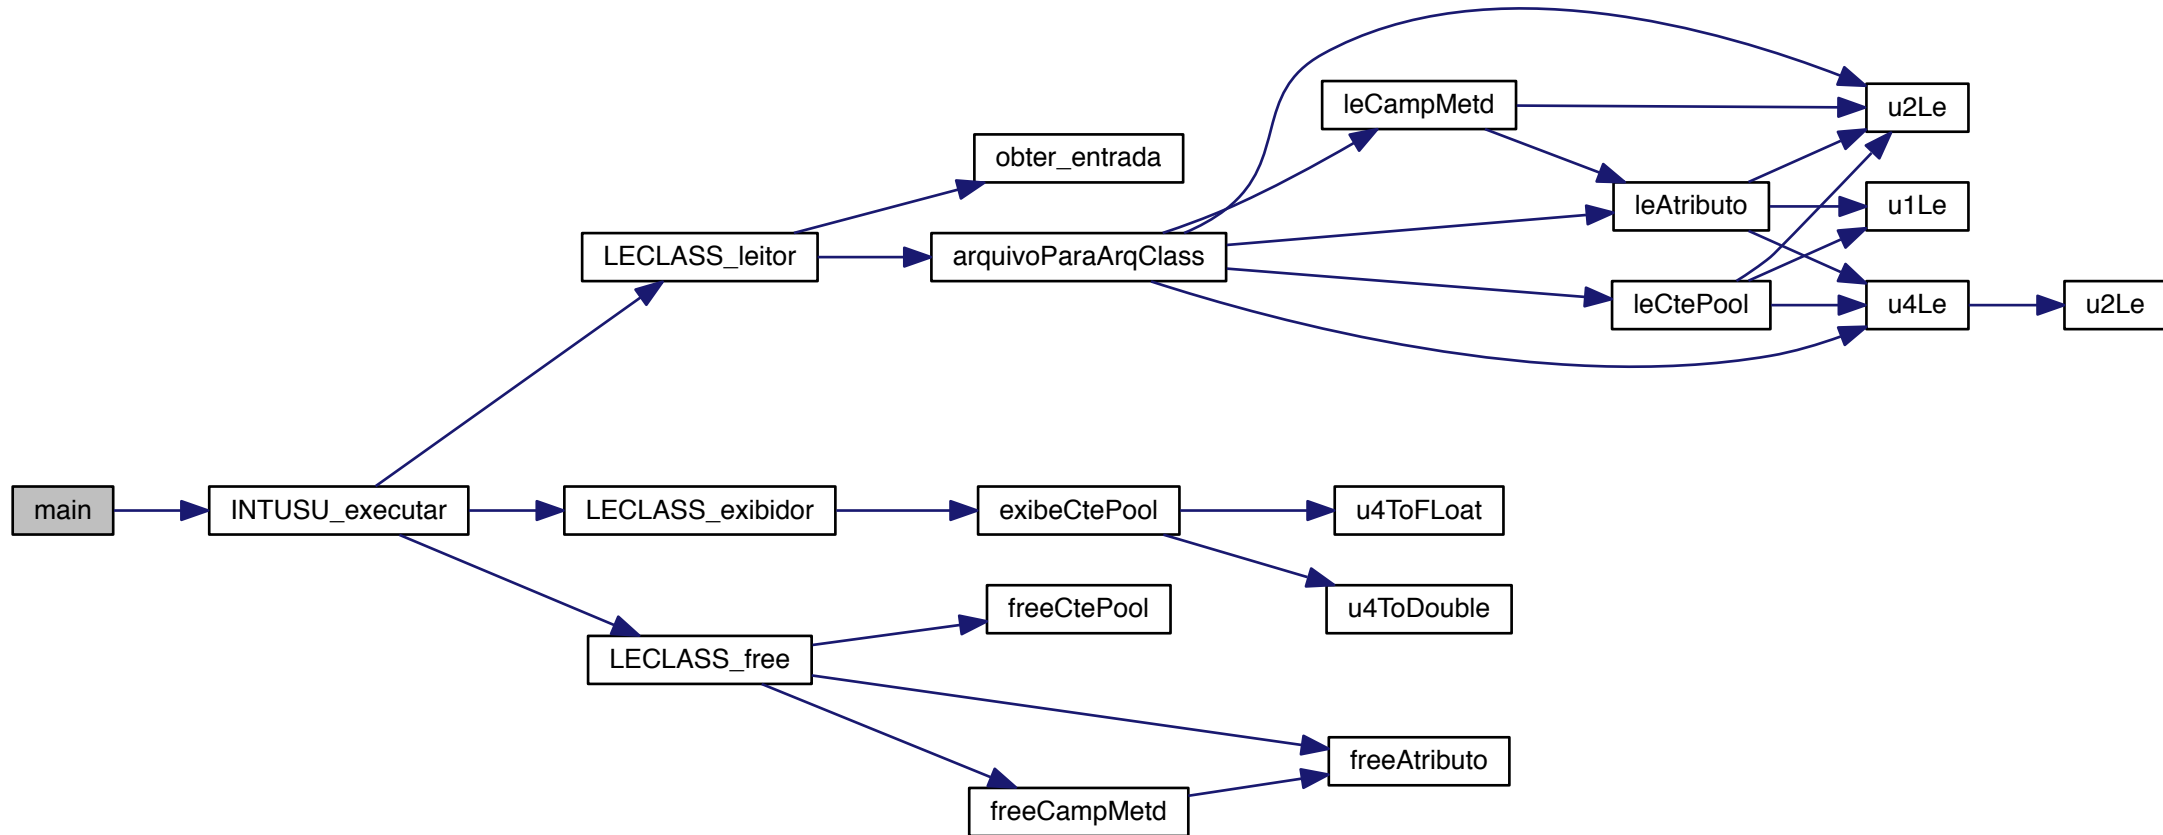 leCampMetd
u2Le
obter_entrada
leAtributo
u1Le
LECLASS_leitor
arquivoParaArqClass
leCtePool
u4Le
u2Le
main
INTUSU_executar
LECLASS_exibidor
exibeCtePool
u4ToFLoat
freeCtePool
u4ToDouble
LECLASS_free
freeAtributo
freeCampMetd